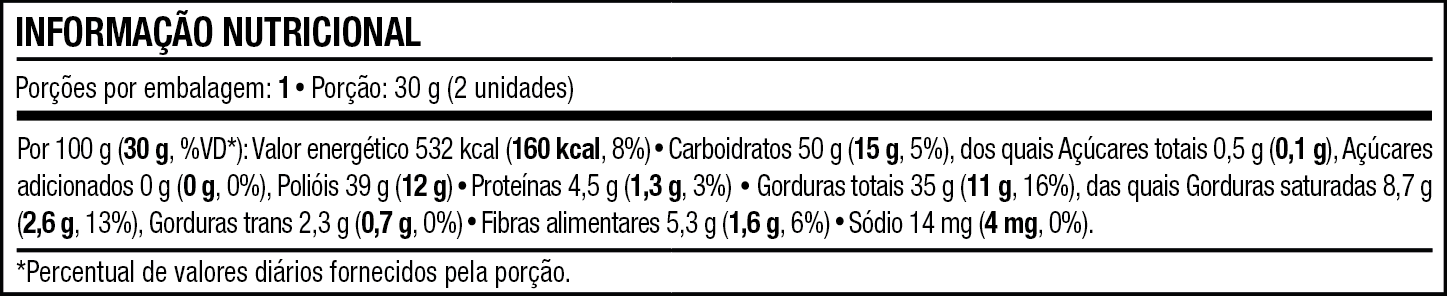 INFORMAÇÃO NUTRICIONAL
Porções por embalagem: 1 • Porção: 30 g (2 unidades)
Por 100 g (30 g, %VD*): Valor energético 532 kcal (160 kcal, 8%) • Carboidratos 50 g (15 g, 5%), dos quais Açúcares totais 0,5 g (0,1 g), Açúcares
adicionados 0 g (0 g, 0%), Polióis 39 g (12 g) • Proteínas 4,5 g (1,3 g, 3%) • Gorduras totais 35 g (11 g, 16%), das quais Gorduras saturadas 8,7 g
(2,6 g, 13%), Gorduras trans 2,3 g (0,7 g, 0%) • Fibras alimentares 5,3 g (1,6 g, 6%) • Sódio 14 mg (4 mg, 0%).
*Percentual de valores diários fornecidos pela porção.